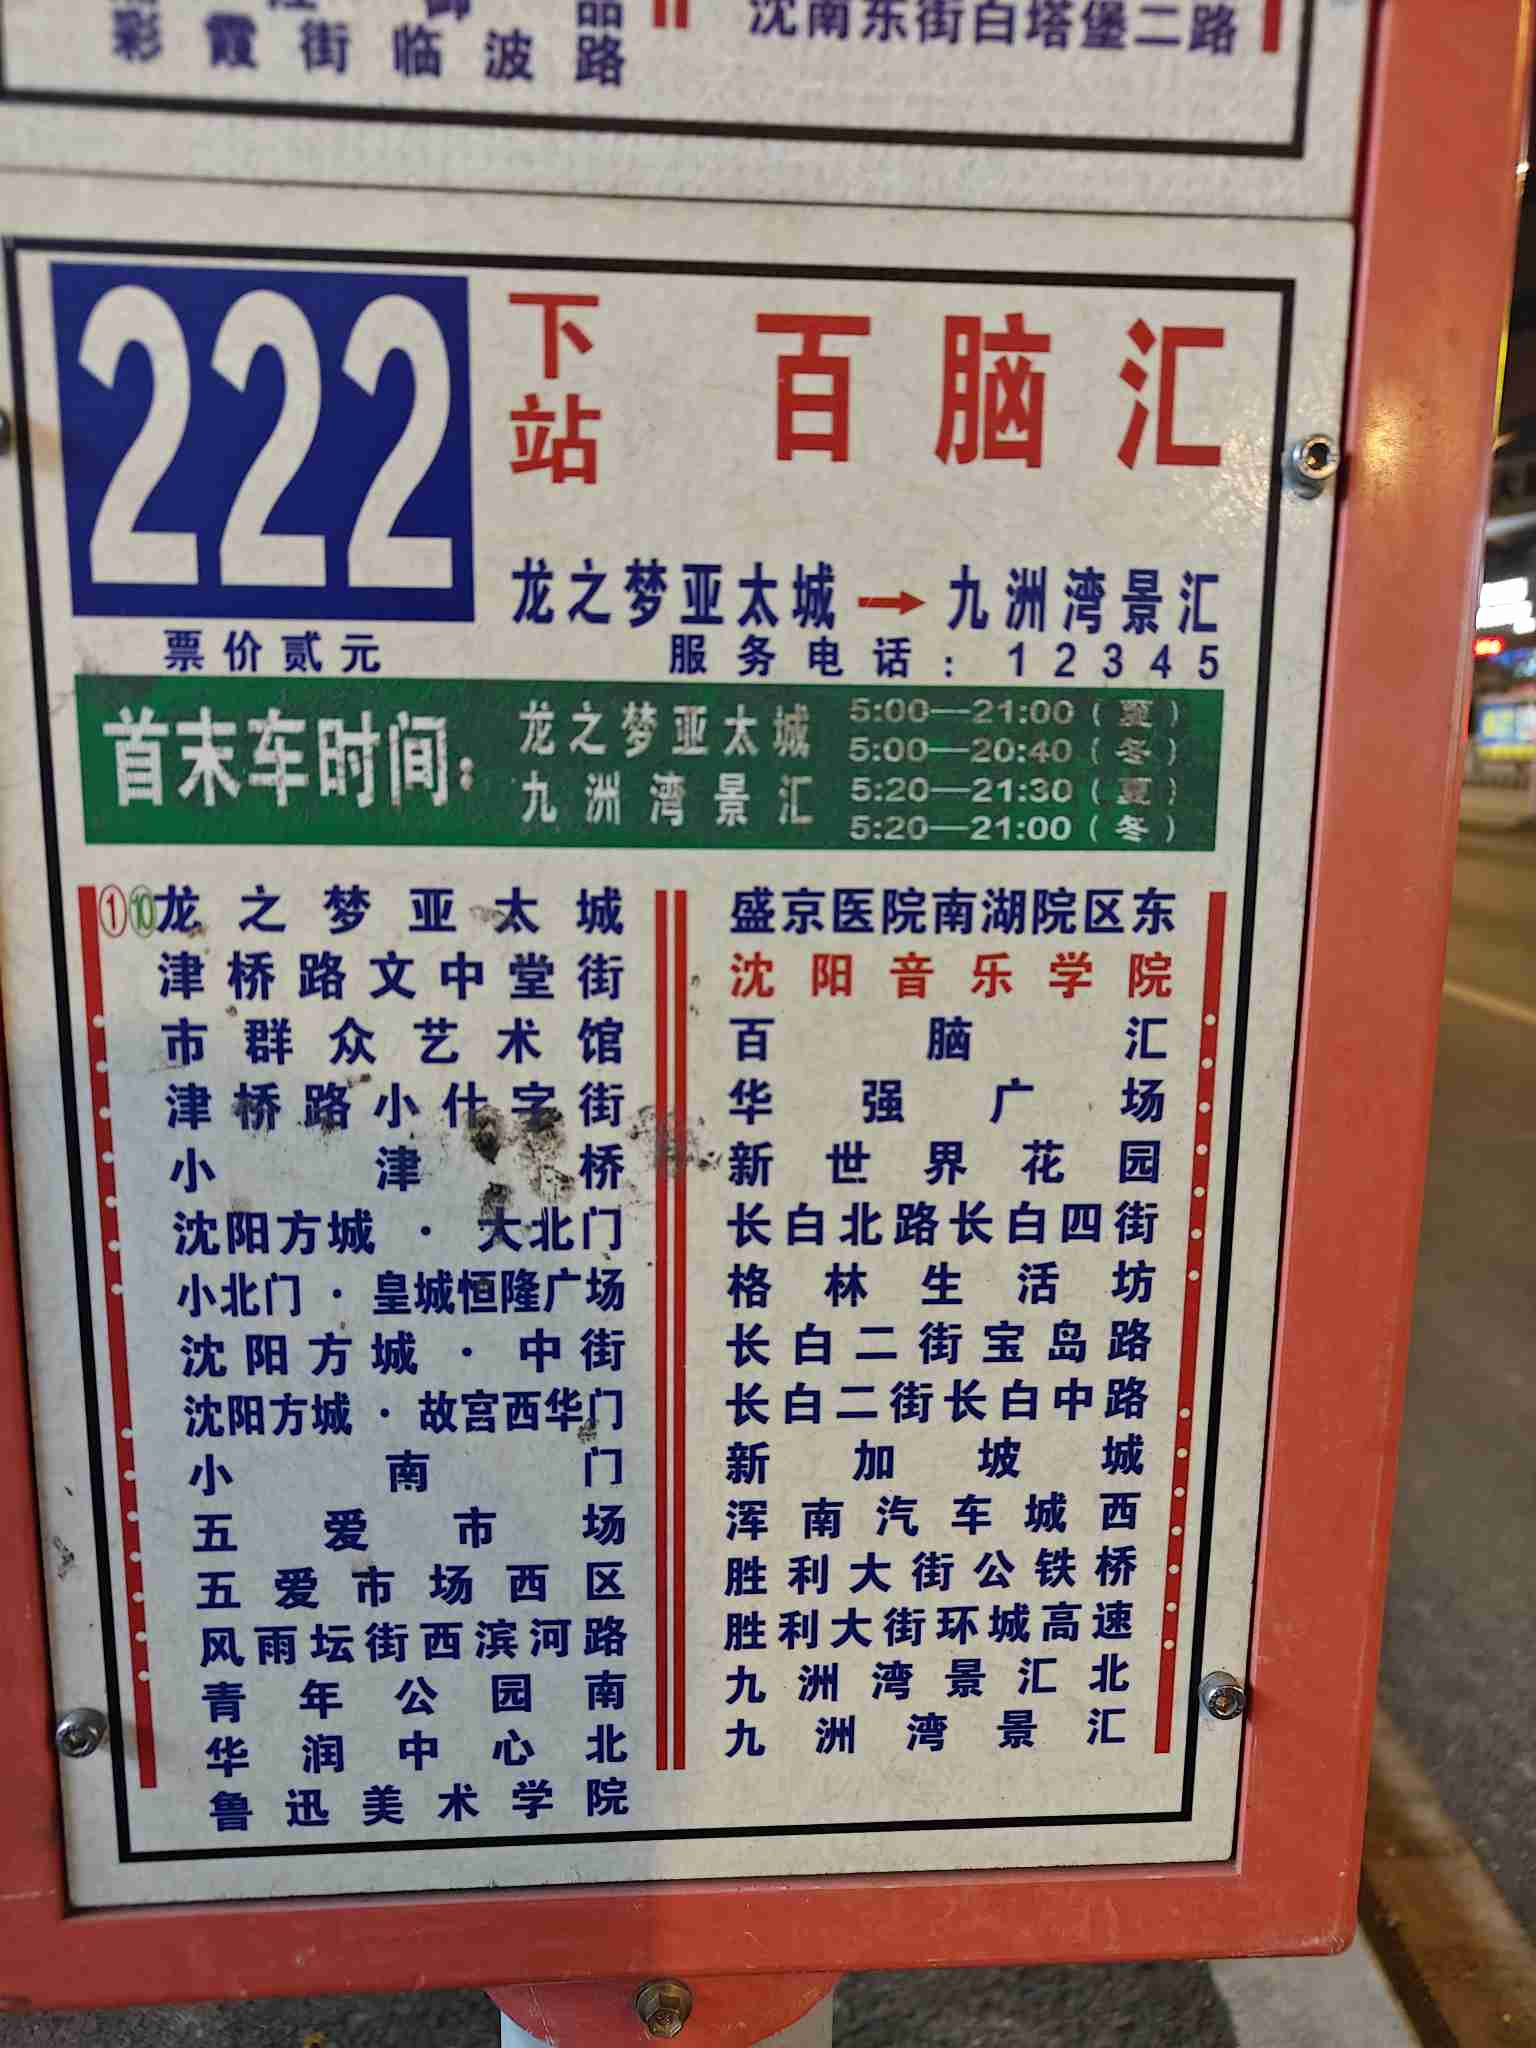 品
彩霞街临波路
沈南东街白塔堡二路
222
下站
百脑汇
龙之梦亚太城→九洲湾景汇
票价贰元
服务电话：12345
首末车时间：
龙之梦亚太城
5:00—21:00（夏）
5:00—20:40（冬）
九洲湾景汇
5:20—21:30（夏）
5:20—21:00（冬）
①⑩龙之梦亚太城
津桥路文中堂街
市群众艺术馆
津桥路小什字街
小津桥
沈阳方城·大北门
小北门·皇城恒隆广场
沈阳方城·中街
沈阳方城·故宫西华门
小南门
五爱市场
五爱市场西区
风雨坛街西滨河路
青年公园南
华润中心北
鲁迅美术学院
盛京医院南湖院区东
沈阳音乐学院
百脑汇
华强广场
新世界花园
长白北路长白四街
格林生活坊
长白二街宝岛路
长白二街长白中路
新加坡城
浑南汽车城西
胜利大街公铁桥
胜利大街环城高速
九洲湾景汇北
九洲湾景汇